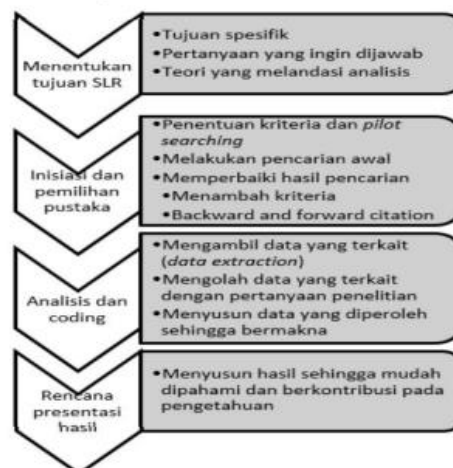 Menentukan
tujuan SLR
•Tujuan spesifik
•Pertanyaan yang ingin dijawab
•Teori yang melandasi analisis
Inisiasi dan
pemilihan
pustaka
•Penentuan kriteria dan pilot
searching
•Melakukan pencarian awal
•Memperbaiki hasil pencarian
•Menambah kriteria
•Backward and forward citation
Analisis dan
coding
•Mengambil data yang terkait
(data extraction)
•Mengolah data yang terkait
dengan pertanyaan penelitian
•Menyusun data yang diperoleh
sehingga bermakna
Rencana
presentasi
hasil
•Menyusun hasil sehingga mudah
dipahami dan berkontribusi pada
pengetahuan